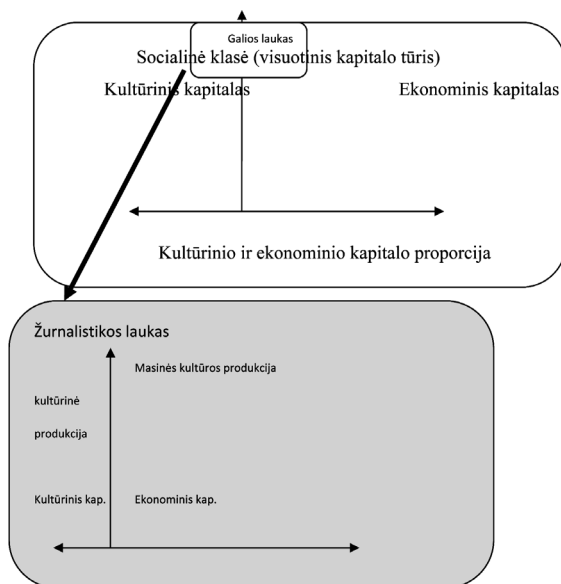 Galios laukas
Socialinė klasė (visuotinis kapitalo tūris)
Kultūrinis kapitalas
Ekonominis kapitalas
Kultūrinio ir ekonominio kapitalo proporcija
Žurnalistikos laukas
Masinės kultūros produkcija
kultūrinė
produkcija
Kultūrinis kap.
Ekonominis kap.